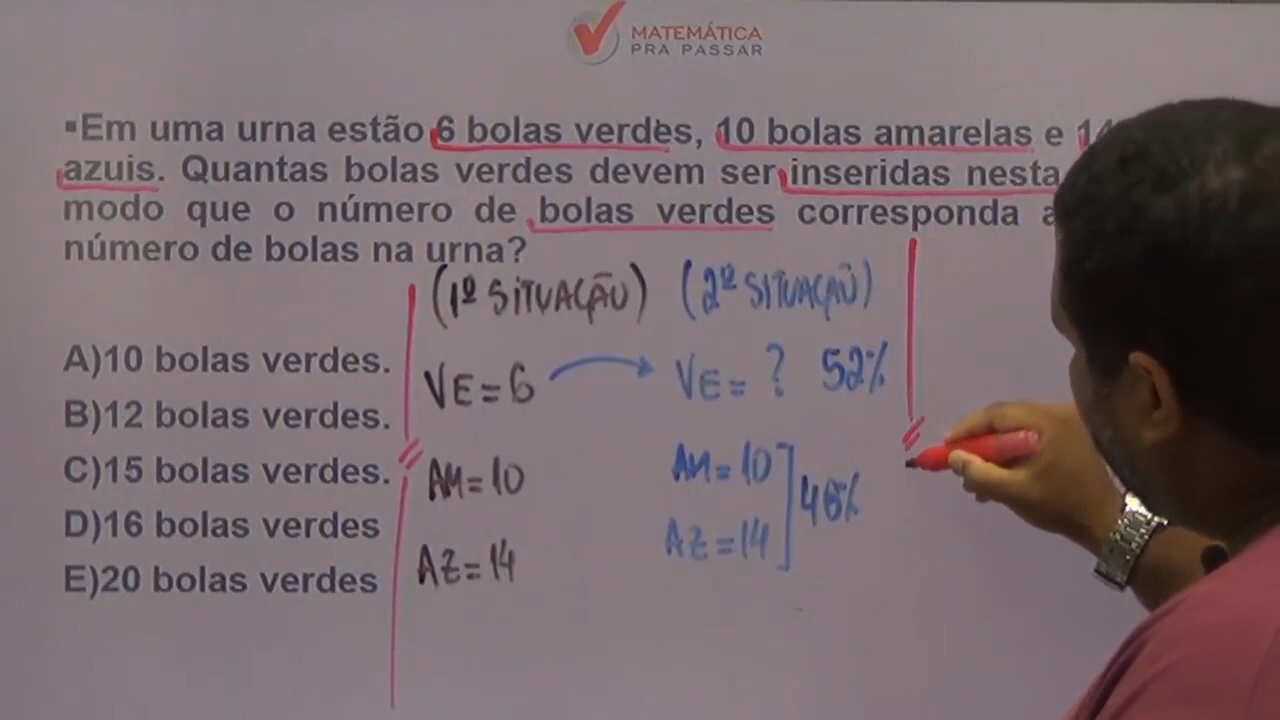 MATEMÁTICA
PRA PASSAR
▪Em uma urna estão 6 bolas verdes, 10 bolas amarelas e
azuis. Quantas bolas verdes devem ser inseridas nesta
modo que o número de bolas verdes corresponda
número de bolas na urna?
(1ª SITUAÇÃO) (2ª SITUAÇÃO)
A)10 bolas verdes.
VE=6 VE=? 52%
B)12 bolas verdes.
C)15 bolas verdes.
AM=10 AM=10
48%
D)16 bolas verdes
AZ=14 AZ=14
E)20 bolas verdes